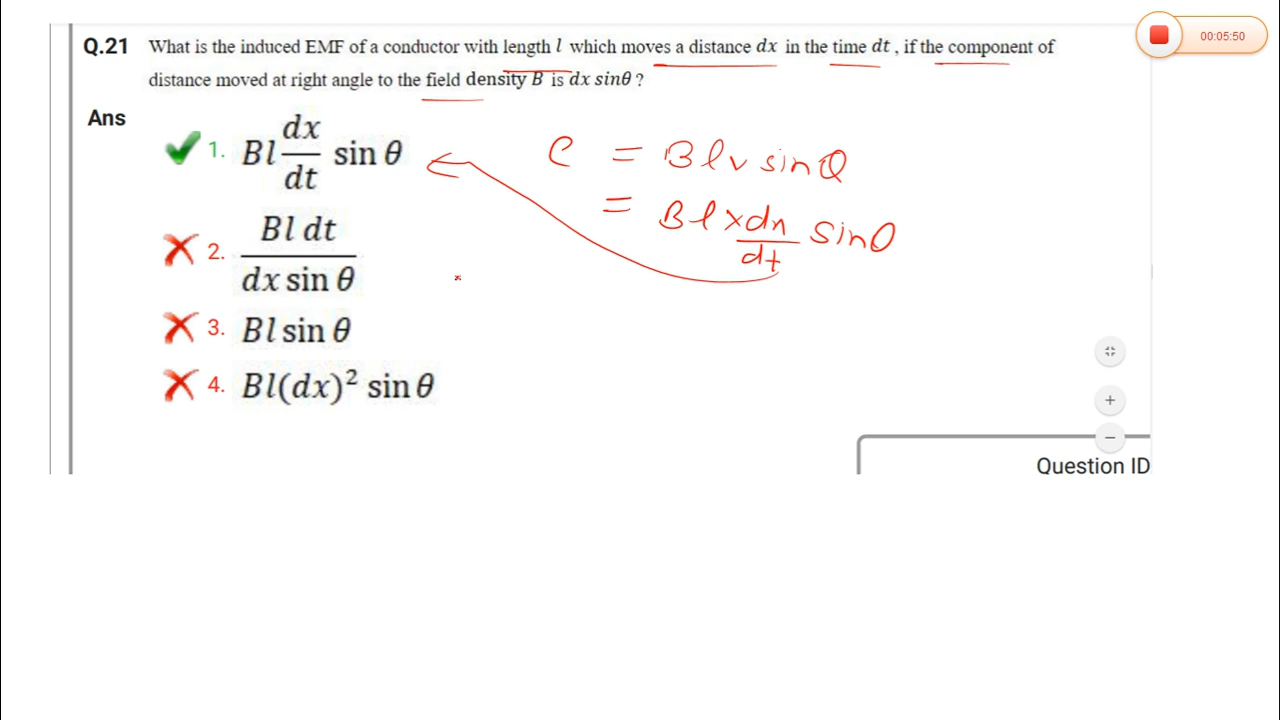 00:05:50
Q.21 What is the induced EMF of a conductor with length l which moves a distance dx in the time dt , if the component of
distance moved at right angle to the field density B is dx sinθ ?
Ans
1. Bl dx/dt sin θ
e = Blv sinθ
= Bl x dx/dt sinθ
2. Bl dt / dx sin θ
3. Bl sin θ
4. Bl(dx)² sin θ
Question ID